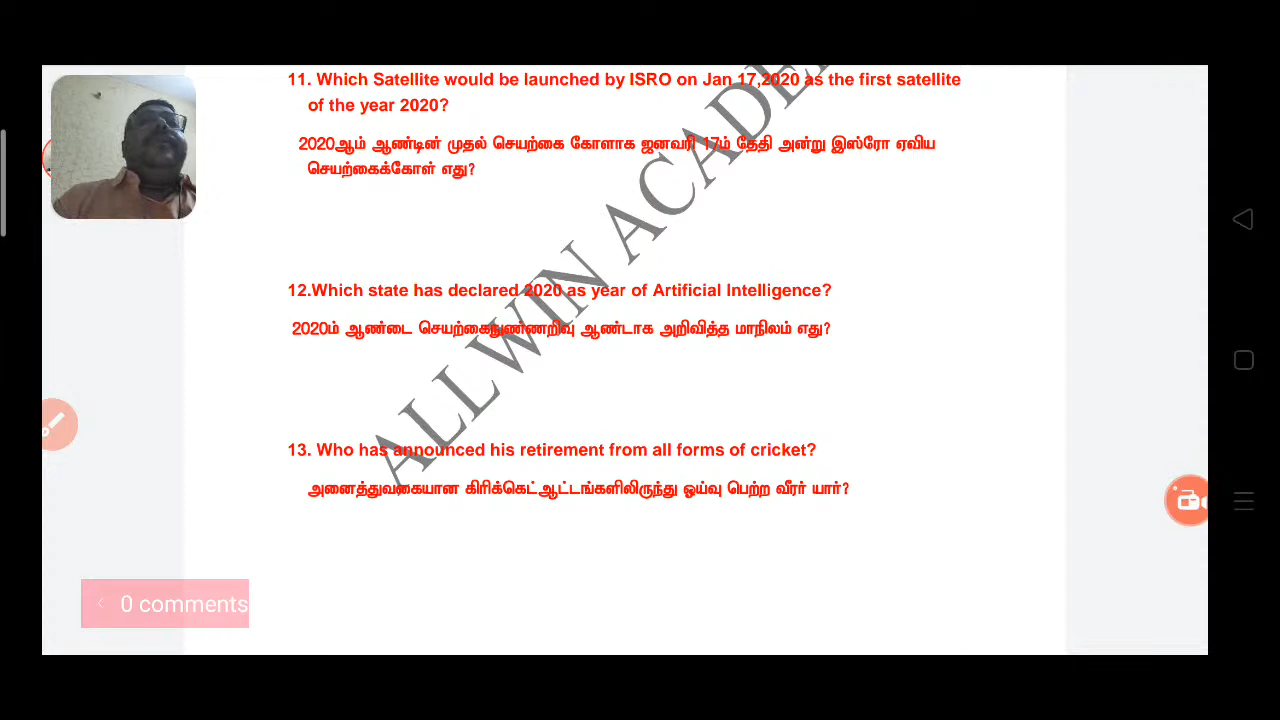 11. Which Satellite would be launched by ISRO on Jan 17,2020 as the first satellite
of the year 2020?
2020ஆம் ஆண்டின் முதல் செயற்கை கோளாக ஜனவரி 17ம் தேதி அன்று இஸ்ரோ ஏவிய
செயற்கைக்கோள் எது?
12.Which state has declared 2020 as year of Artificial Intelligence?
2020ம் ஆண்டை செயற்கைநுண்ணறிவு ஆண்டாக அறிவித்த மாநிலம் எது?
13. Who has announced his retirement from all forms of cricket?
அனைத்துவகையான கிரிக்கெட்ஆட்டங்களிலிருந்து ஓய்வு பெற்ற வீரர் யார்?
ALLWIN ACADE
0 comments